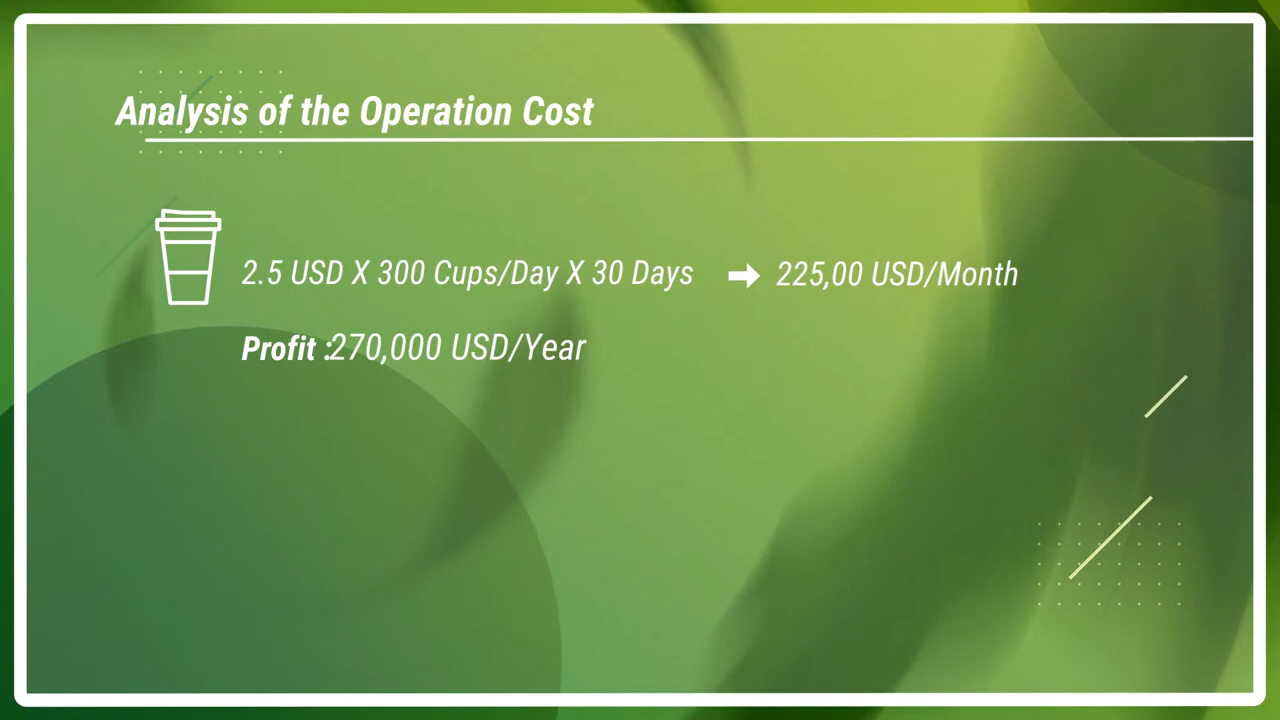 Analysis of the Operation Cost
2.5 USD X 300 Cups/Day X 30 Days → 225,00 USD/Month
Profit :270,000 USD/Year